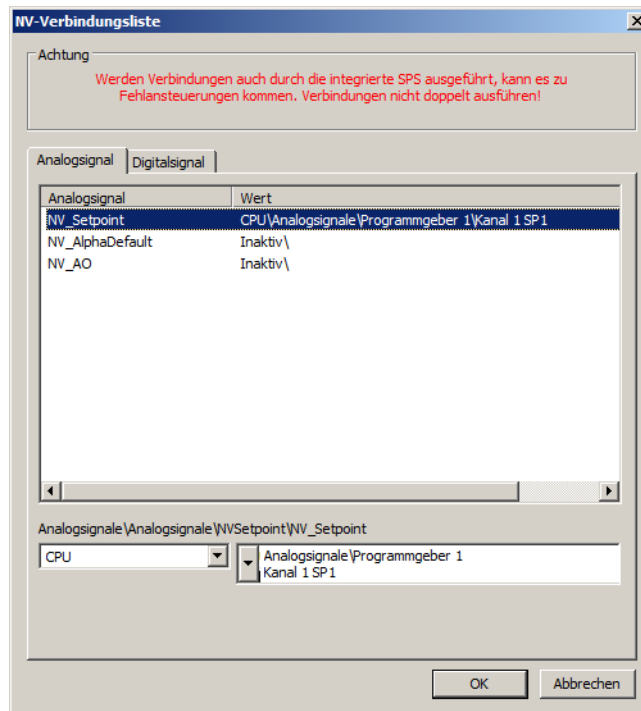 NV-Verbindungsliste
Achtung
Werden Verbindungen auch durch die integrierte SPS ausgeführt, kann es zu
Fehlansteuerungen kommen. Verbindungen nicht doppelt ausführen!
Analogsignal Digitalsignal
Analogsignal Wert
NV_Setpoint CPU\Analogsignale\Programmgeber 1\Kanal 1 SP1
NV_AlphaDefault Inaktiv\
NV_AO Inaktiv\
Analogsignale\Analogsignale\NVSetpoint\NV_Setpoint
CPU Analogsignale\Programmgeber 1
Kanal 1 SP1
OK Abbrechen